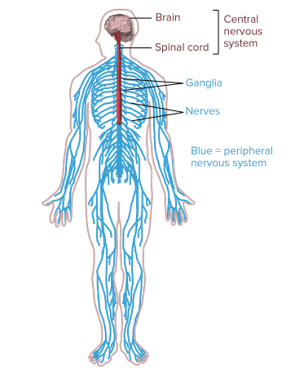 Brain
Central
nervous
system
Spinal cord
Ganglia
Nerves
Blue = peripheral
nervous system